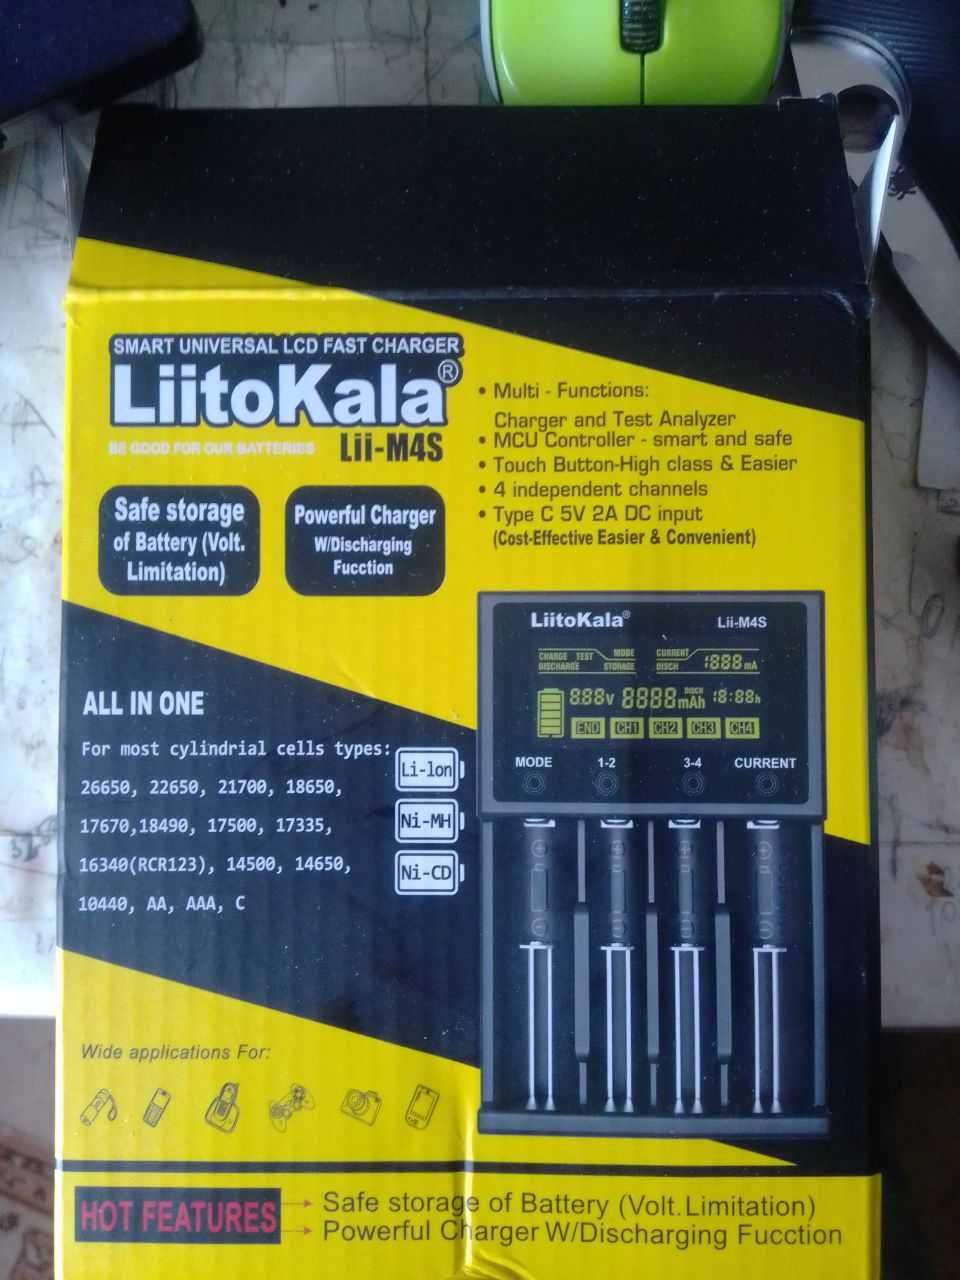 SMART UNIVERSAL LCD FAST CHARGER
LiitoKala®
BE GOOD FOR OUR BATTERIES
Lii-M4S
• Multi - Functions:
Charger and Test Analyzer
• MCU Controller - smart and safe
• Touch Button-High class & Easier
• 4 independent channels
• Type C 5V 2A DC input
(Cost-Effective Easier & Convenient)
Safe storage
of Battery (Volt.
Limitation)
Powerful Charger
W/Discharging
Fucction
LiitoKala®
Lii-M4S
CHARGE TEST MODE
DISCHARGE STORAGE
CURRENT
DISCH 1888 mA
8.88V 8888mAh DISCH 18:88h
END CH1 CH2 CH3 CH4
MODE 1-2 3-4 CURRENT
ALL IN ONE
For most cylindrial cells types:
26650, 22650, 21700, 18650,
17670,18490, 17500, 17335,
16340(RCR123), 14500, 14650,
10440, AA, AAA, C
Li-lon
Ni-MH
Ni-CD
Wide applications For:
HOT FEATURES
Safe storage of Battery (Volt.Limitation)
Powerful Charger W/Discharging Fucction